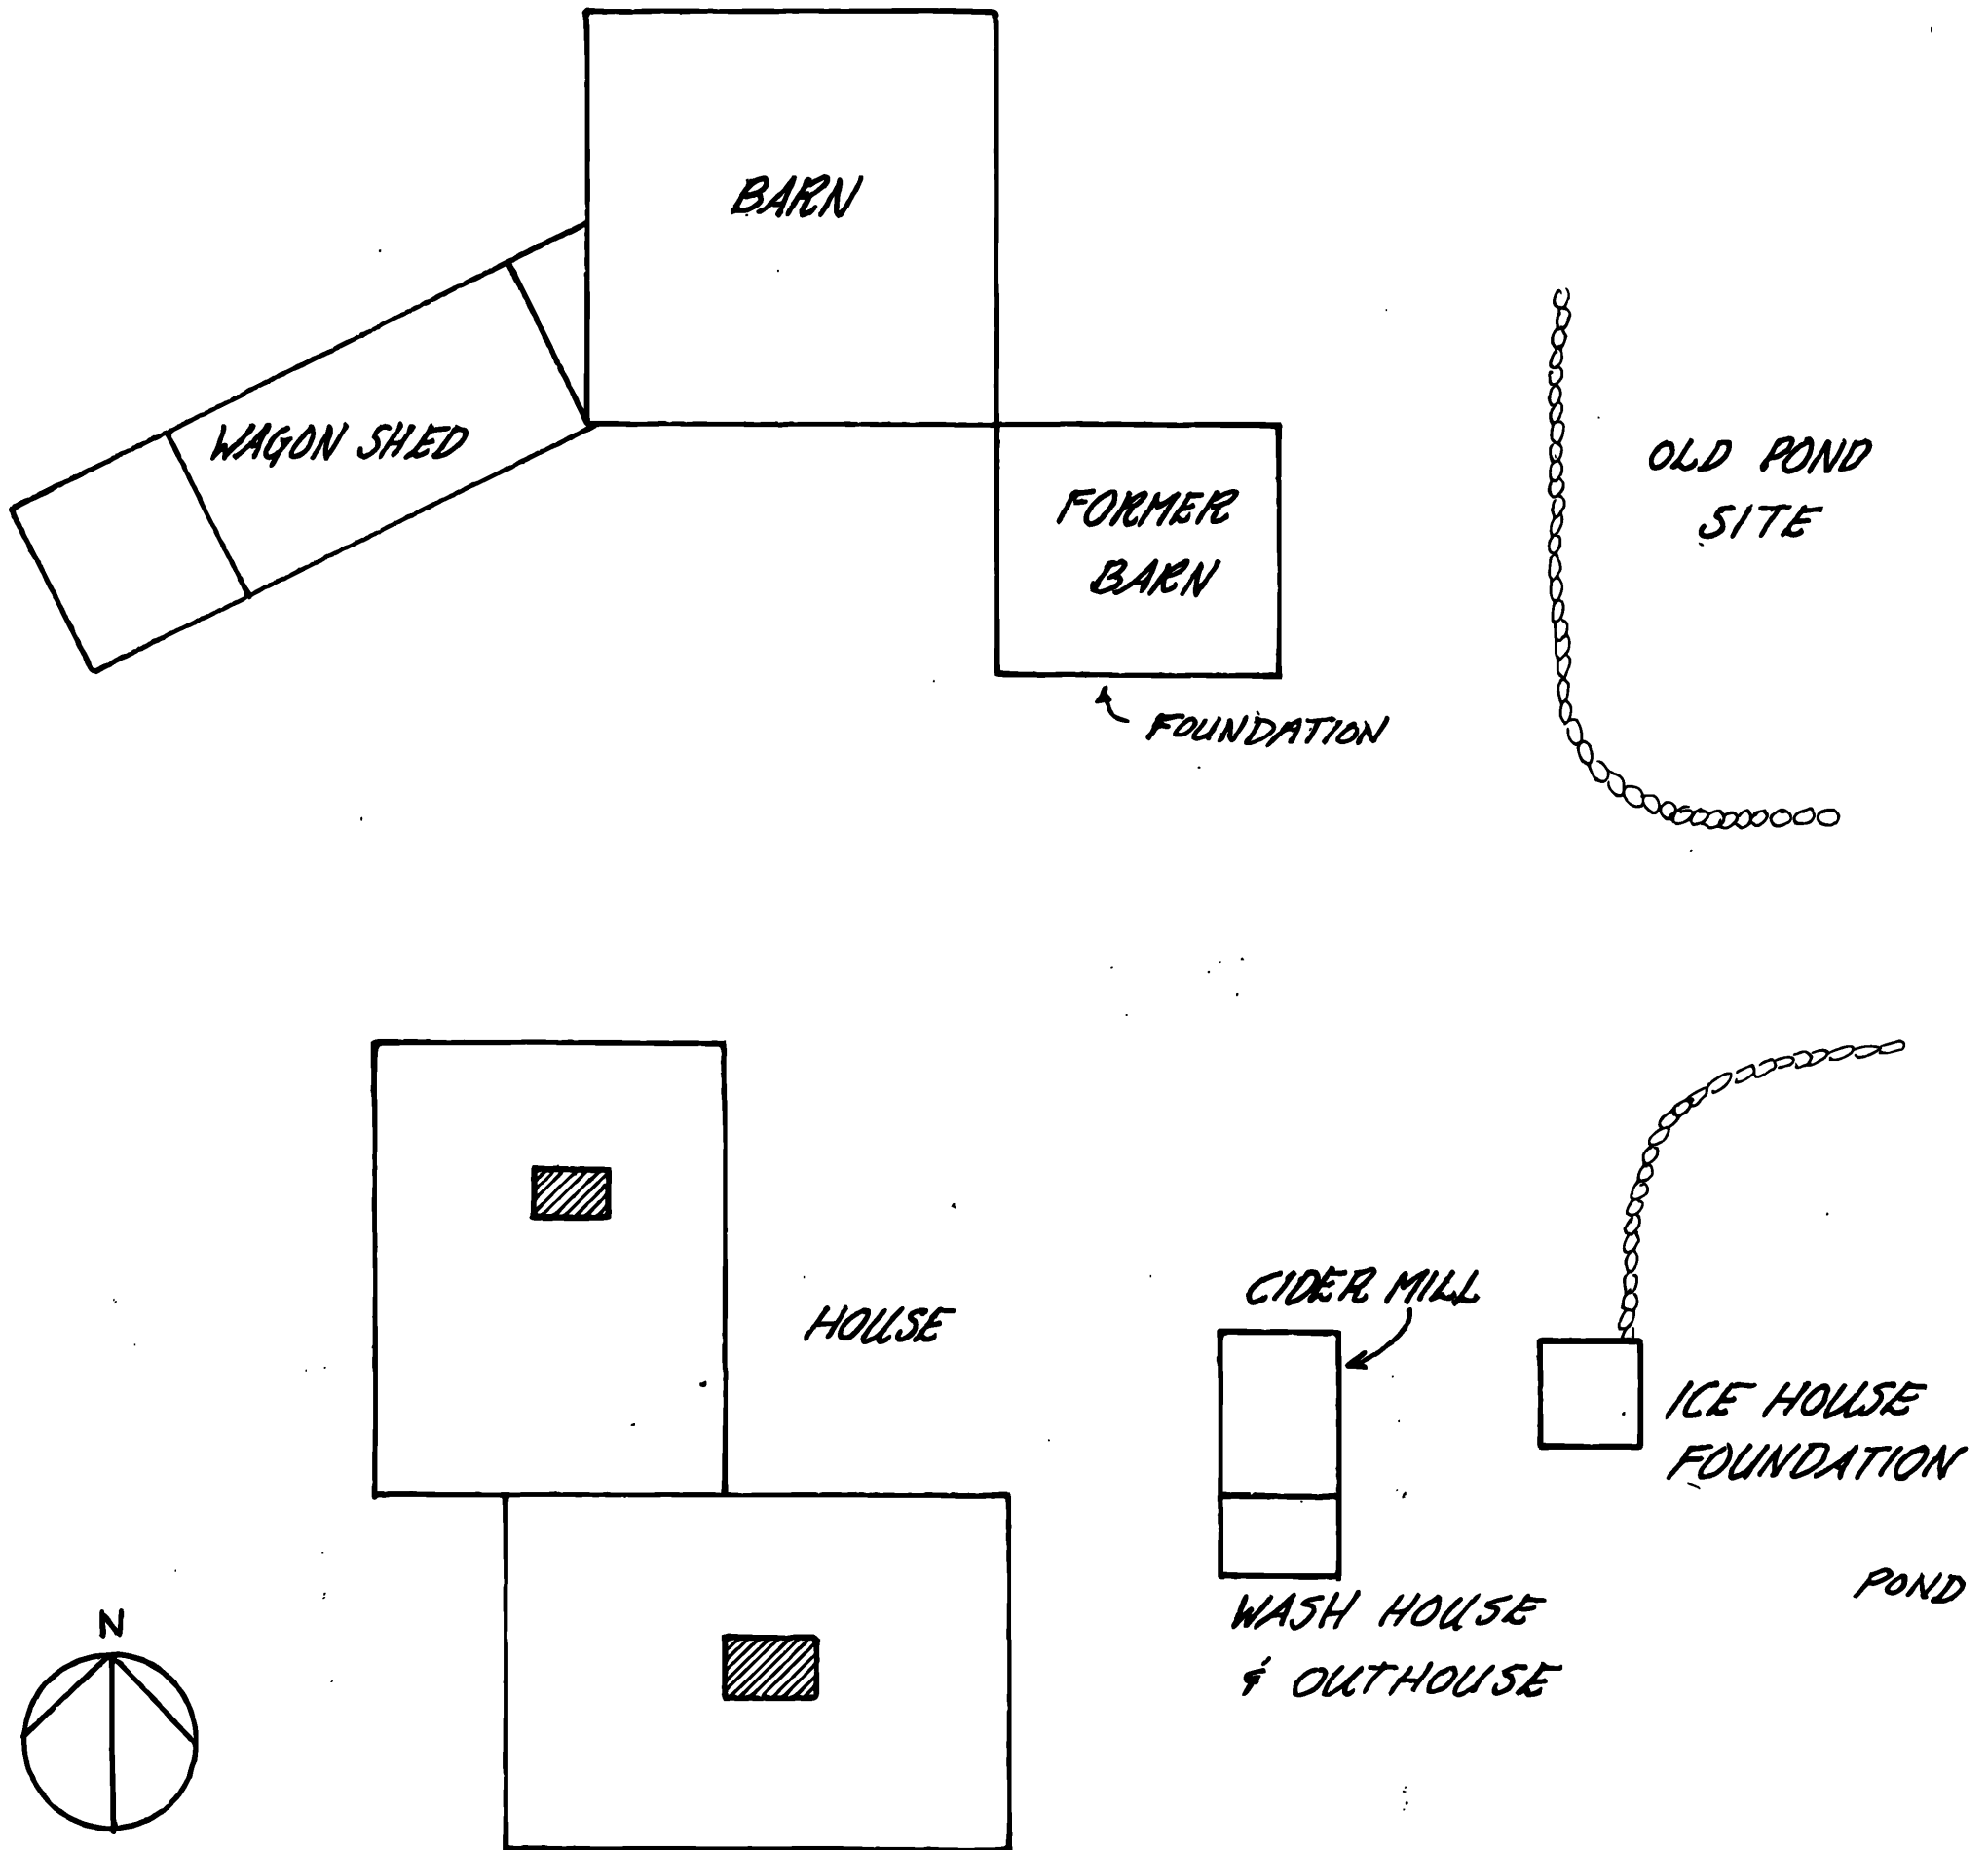 BARN
WAGON SHED
OLD POND
SITE
FORMER
BARN
FOUNDATION
HOUSE
CIDER MILL
ICE HOUSE
FOUNDATION
POND
WASH HOUSE
& OUTHOUSE
N